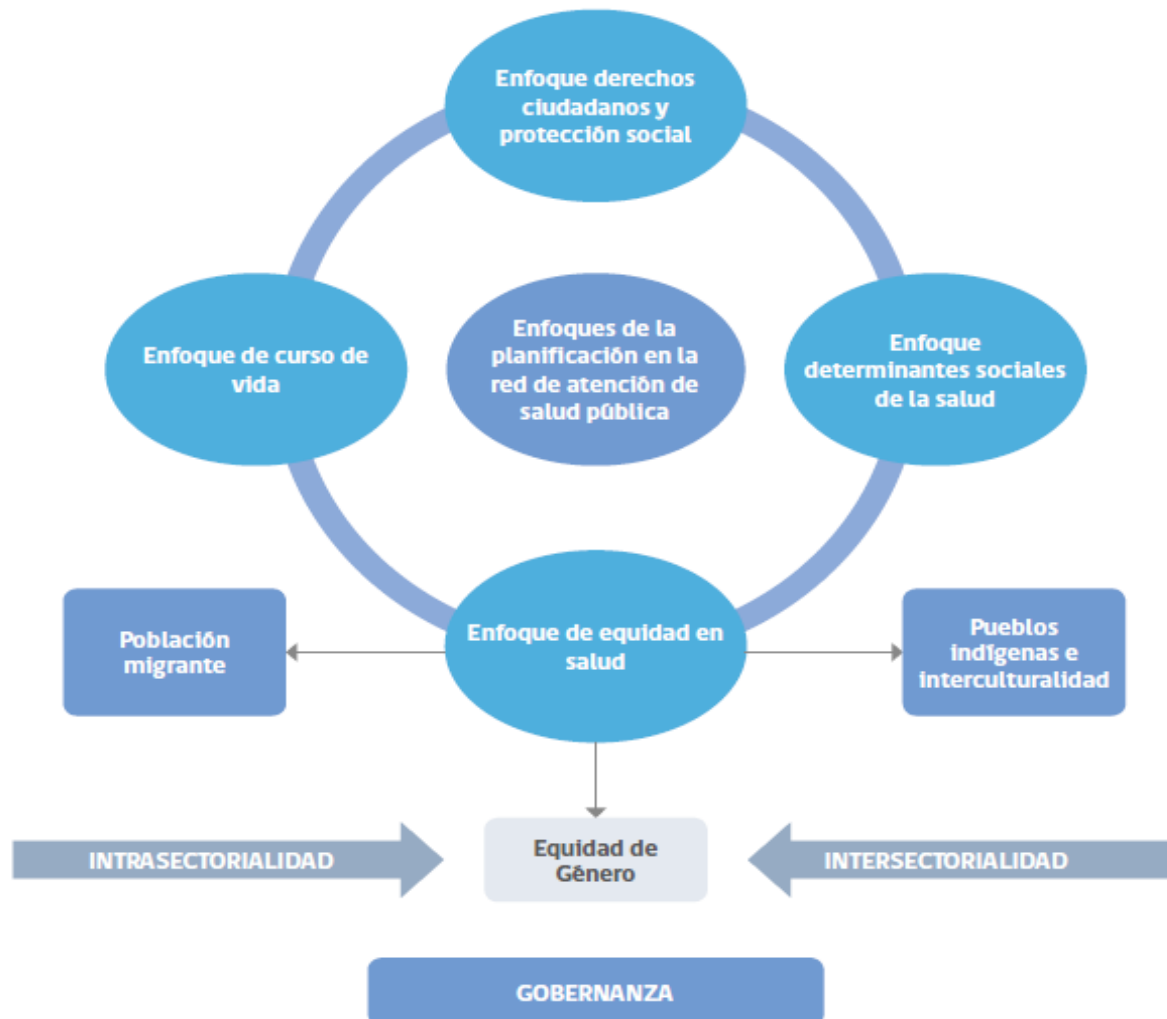 Enfoque derechos
ciudadanos y
protección social
Enfoque de curso de
vida
Enfoques de la
planificación en la
red de atención de
salud pública
Enfoque
determinantes sociales
de la salud
Enfoque de equidad en
salud
Población
migrante
Pueblos
indígenas e
interculturalidad
INTRASECTORIALIDAD
Equidad de
Género
INTERSECTORIALIDAD
GOBERNANZA